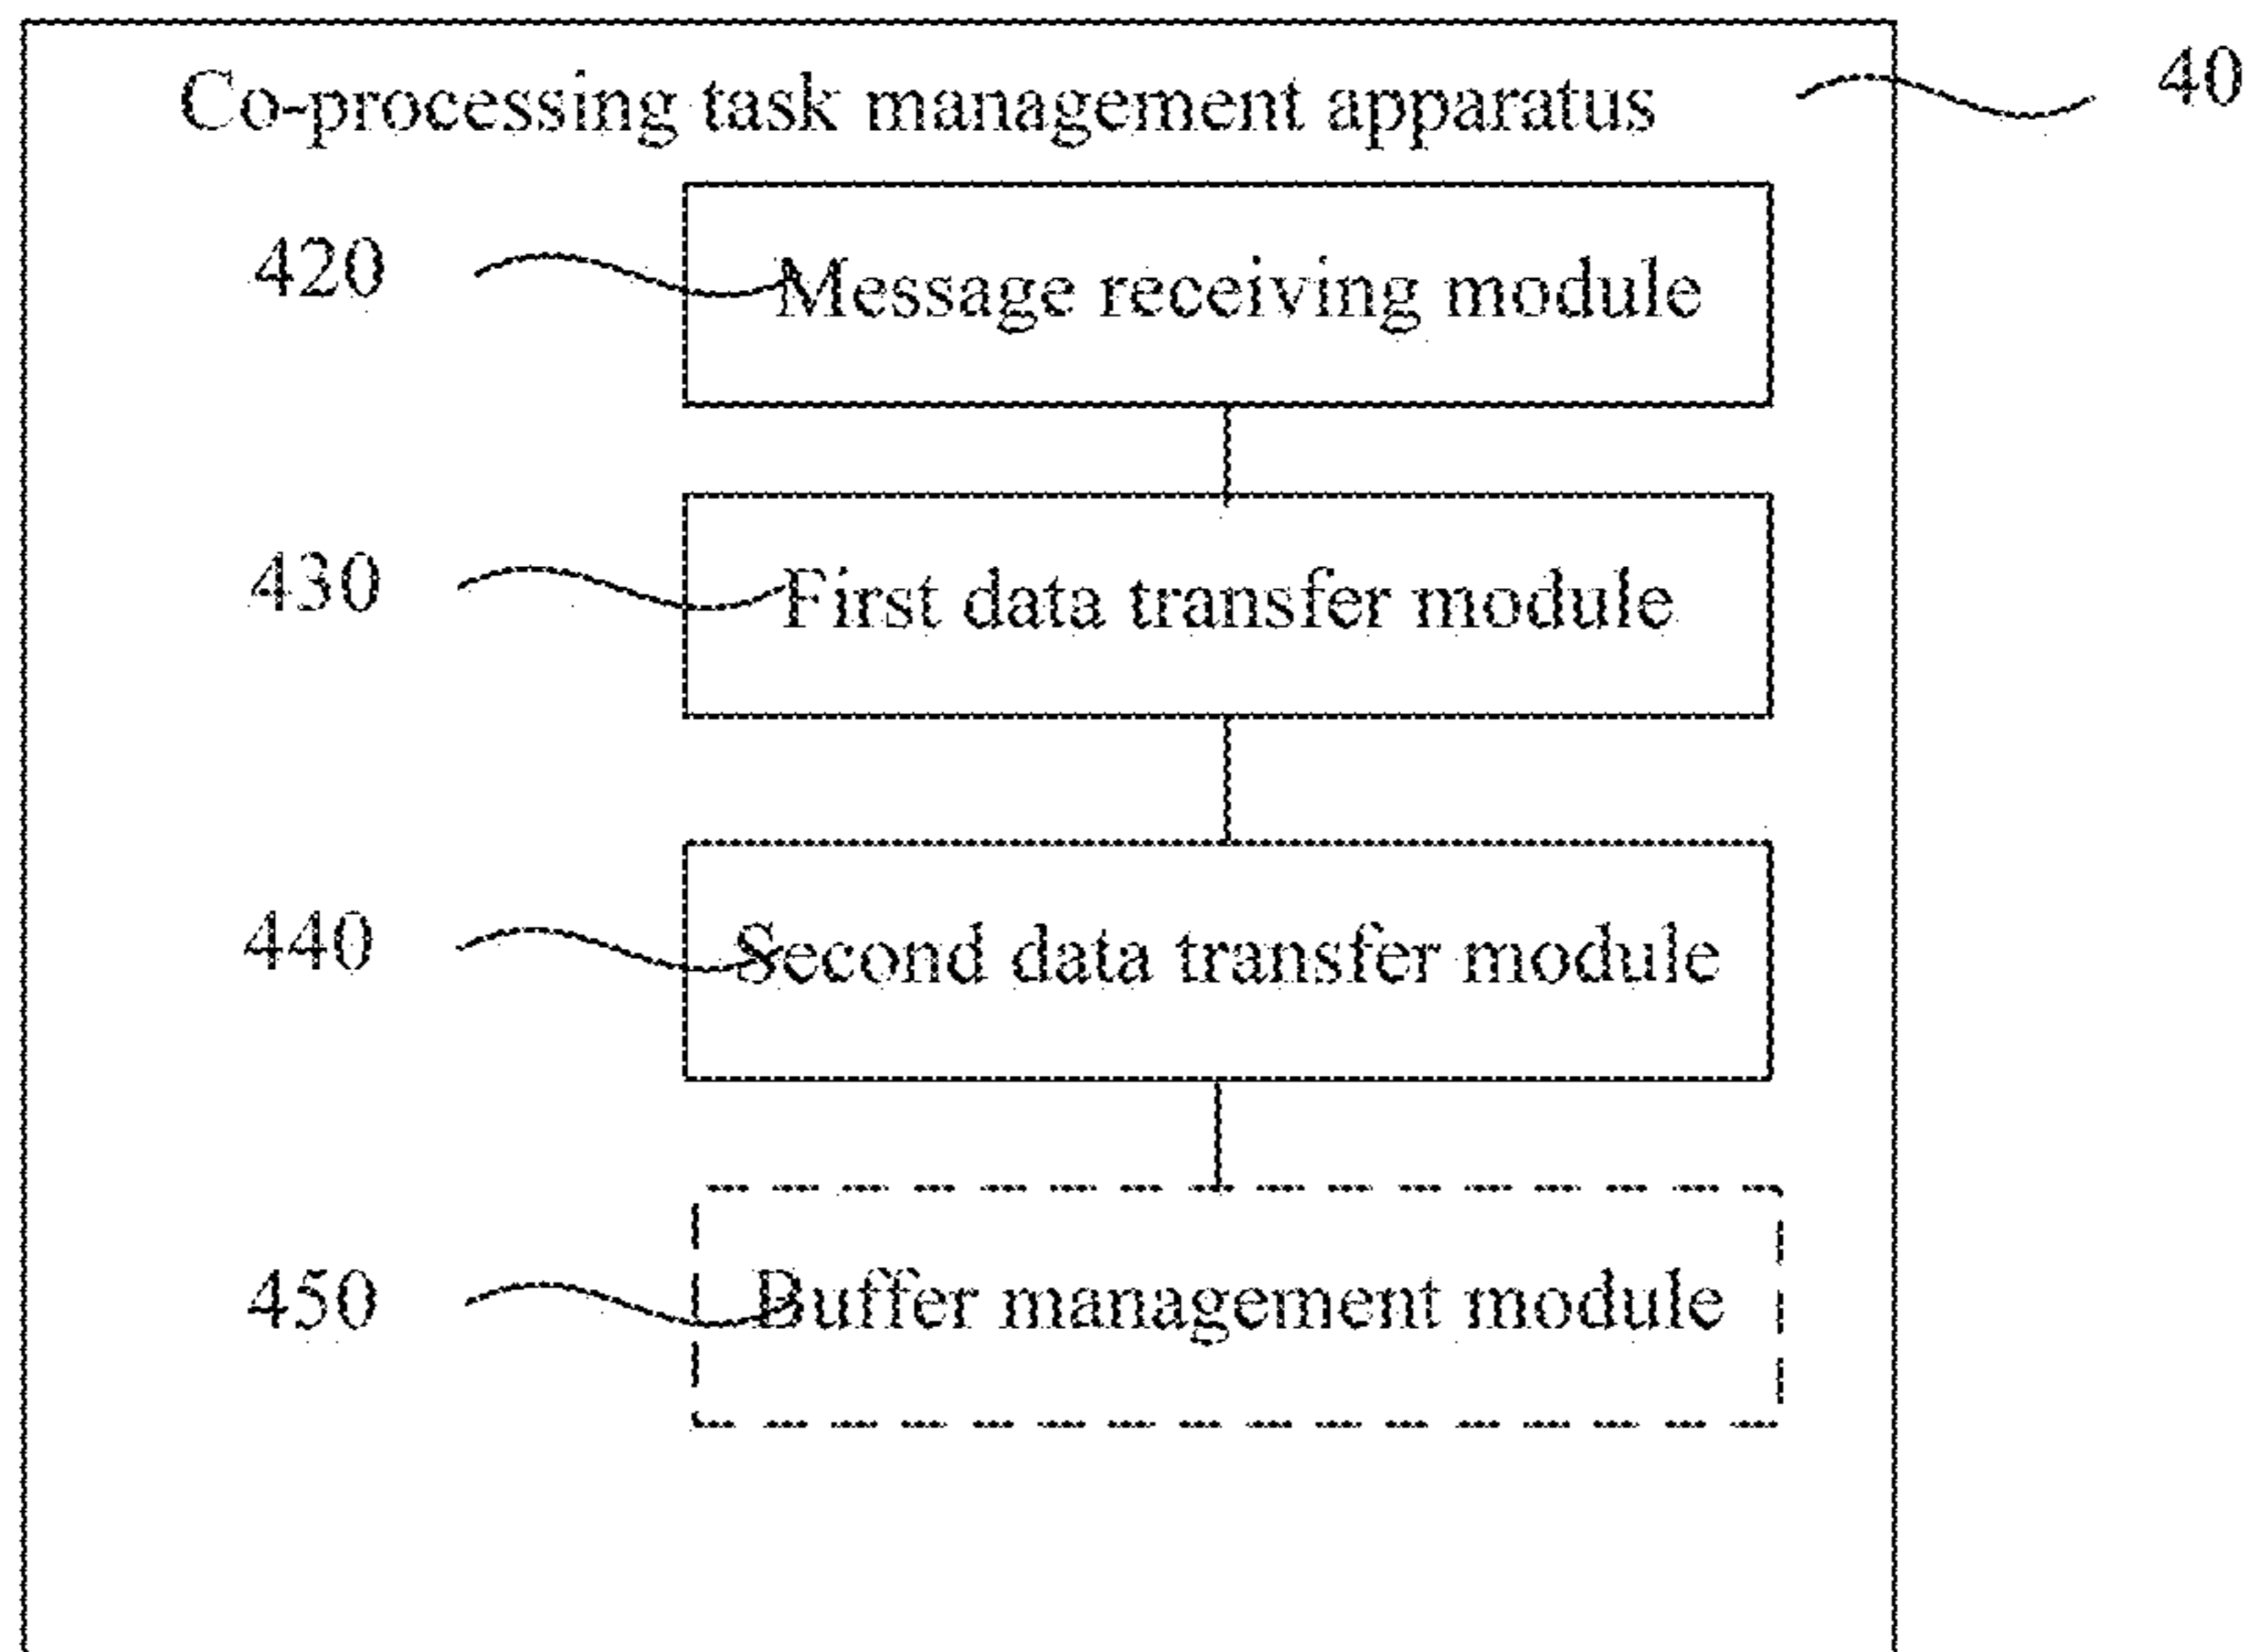 Co-processing task management apparatus 40
420 Message receiving module
430 First data transfer module
440 Second data transfer module
450 Buffer management module